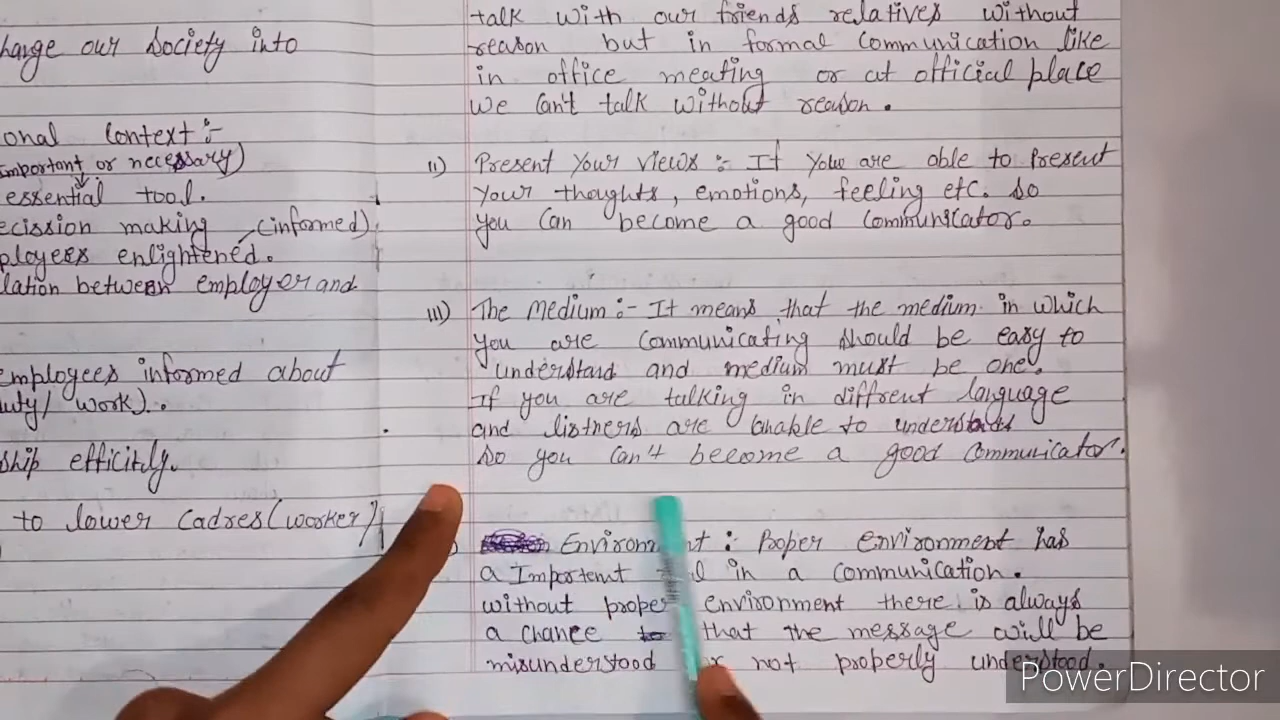 hange our society into
onal context :-
important or necessary)
essential tool.
ecission making (informed)
ployees enlightened.
lation between employer and
employees informed about
uty/ work).
ship efficitly.
to lower cadres (worker)
talk with our friends relatives without
reason but in formal communication like
in office meating or at official place
we can't talk without reason.
II) Present your views :- If you are able to present
your thoughts, emotions, feeling etc. so
you can become a good communicator.
III) The medium :- It means that the medium in which
you are communicating should be easy to
understand and medium must be one.
If you are talking in diffrent language
and listners are unable to understand
so you can't become a good communicator.
Environment : Proper environment has
a Importent in a communication.
without proper environment there is always
a chance that the message will be
misunderstood or not properly understood.
PowerDirector